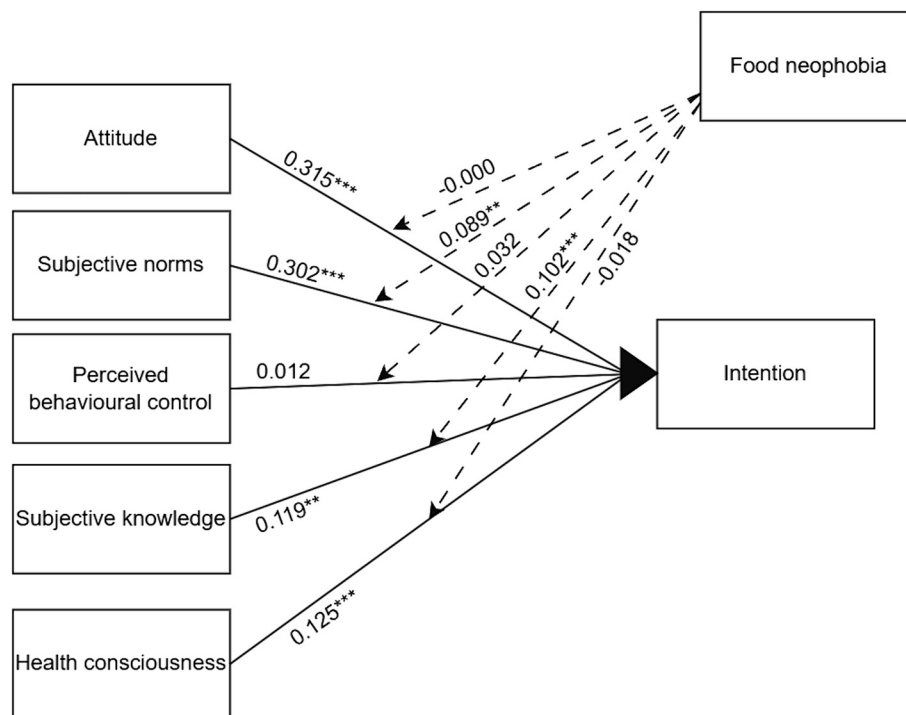 Food neophobia
Attitude
0.315***
-0.000
0.089**
0.032
0.102***
-0.018
Subjective norms
0.302***
Perceived
behavioural control
0.012
Intention
Subjective knowledge
0.119**
Health consciousness
0.125***